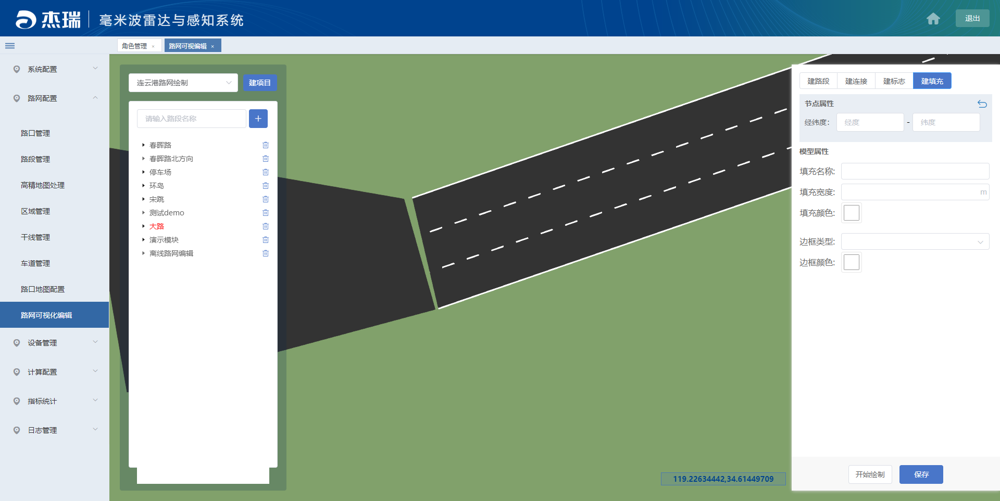 杰瑞 毫米波雷达与感知系统
退出
角色管理 ×
路网可视编辑 ×
系统配置
路网配置
路口管理
路段管理
高精地图处理
区域管理
干线管理
车道管理
路口地图配置
路网可视化编辑
设备管理
计算配置
指标统计
日志管理
连云港路网绘制
建项目
请输入路段名称
+
春晖路
春晖路北方向
停车场
环岛
宋跳
测试demo
大路
演示模块
离线路网编辑
119.22634442,34.61449709
建路段 建连接 建标志 建填充
节点属性
经纬度: 经度 - 纬度
模型属性
填充名称:
填充宽度: m
填充颜色:
边框类型:
边框颜色:
开始绘制 保存